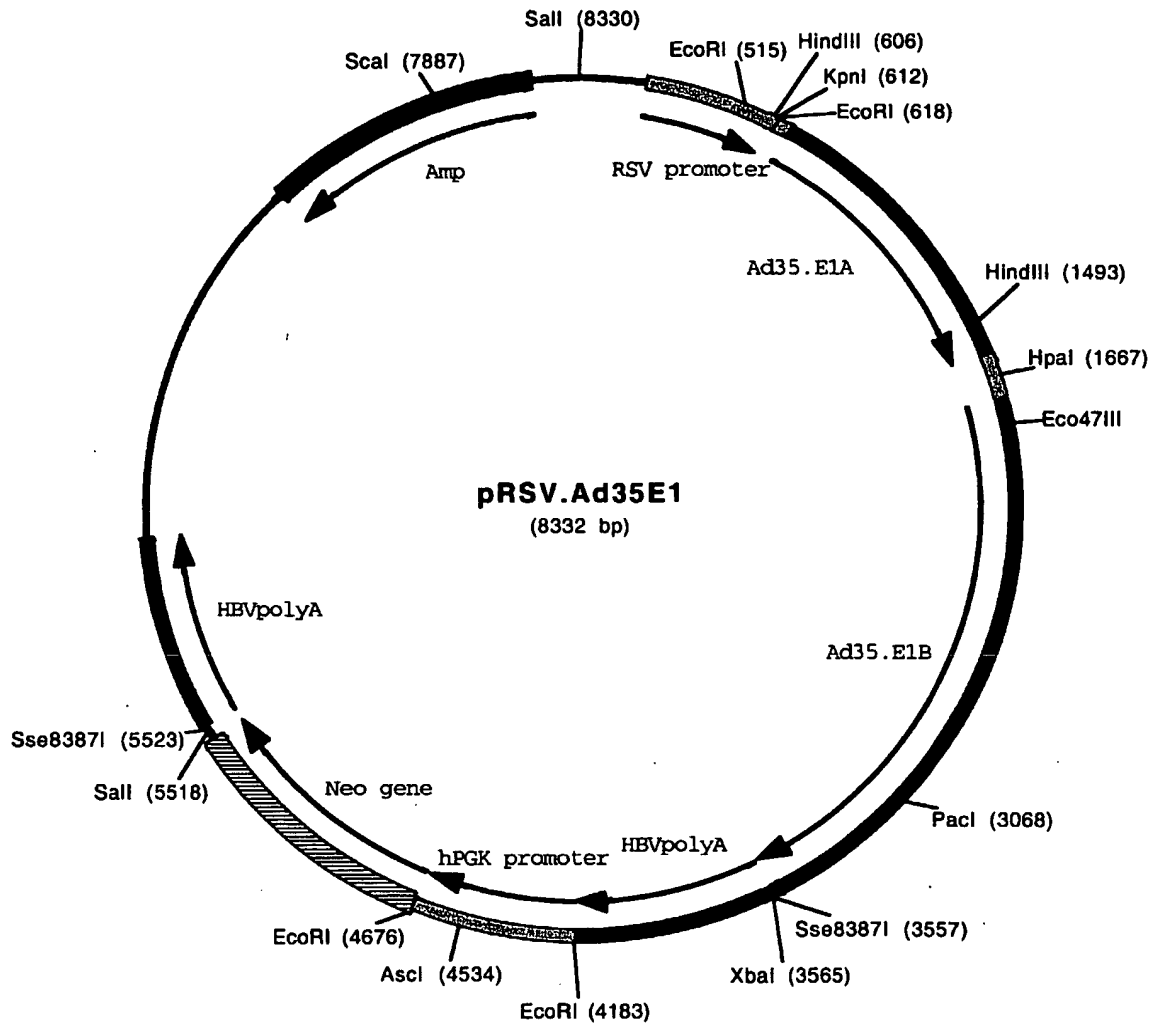 SalI (8330)
EcoRI (515)
HindIII (606)
KpnI (612)
EcoRI (618)
ScaI (7887)
Amp
RSV promoter
Ad35.E1A
HindIII (1493)
HpaI (1667)
Eco47III
pRSV.Ad35E1
(8332 bp)
HBVpolyA
Ad35.E1B
Sse8387I (5523)
SalI (5518)
Neo gene
PacI (3068)
hPGK promoter
HBVpolyA
Sse8387I (3557)
EcoRI (4676)
AscI (4534)
XbaI (3565)
EcoRI (4183)